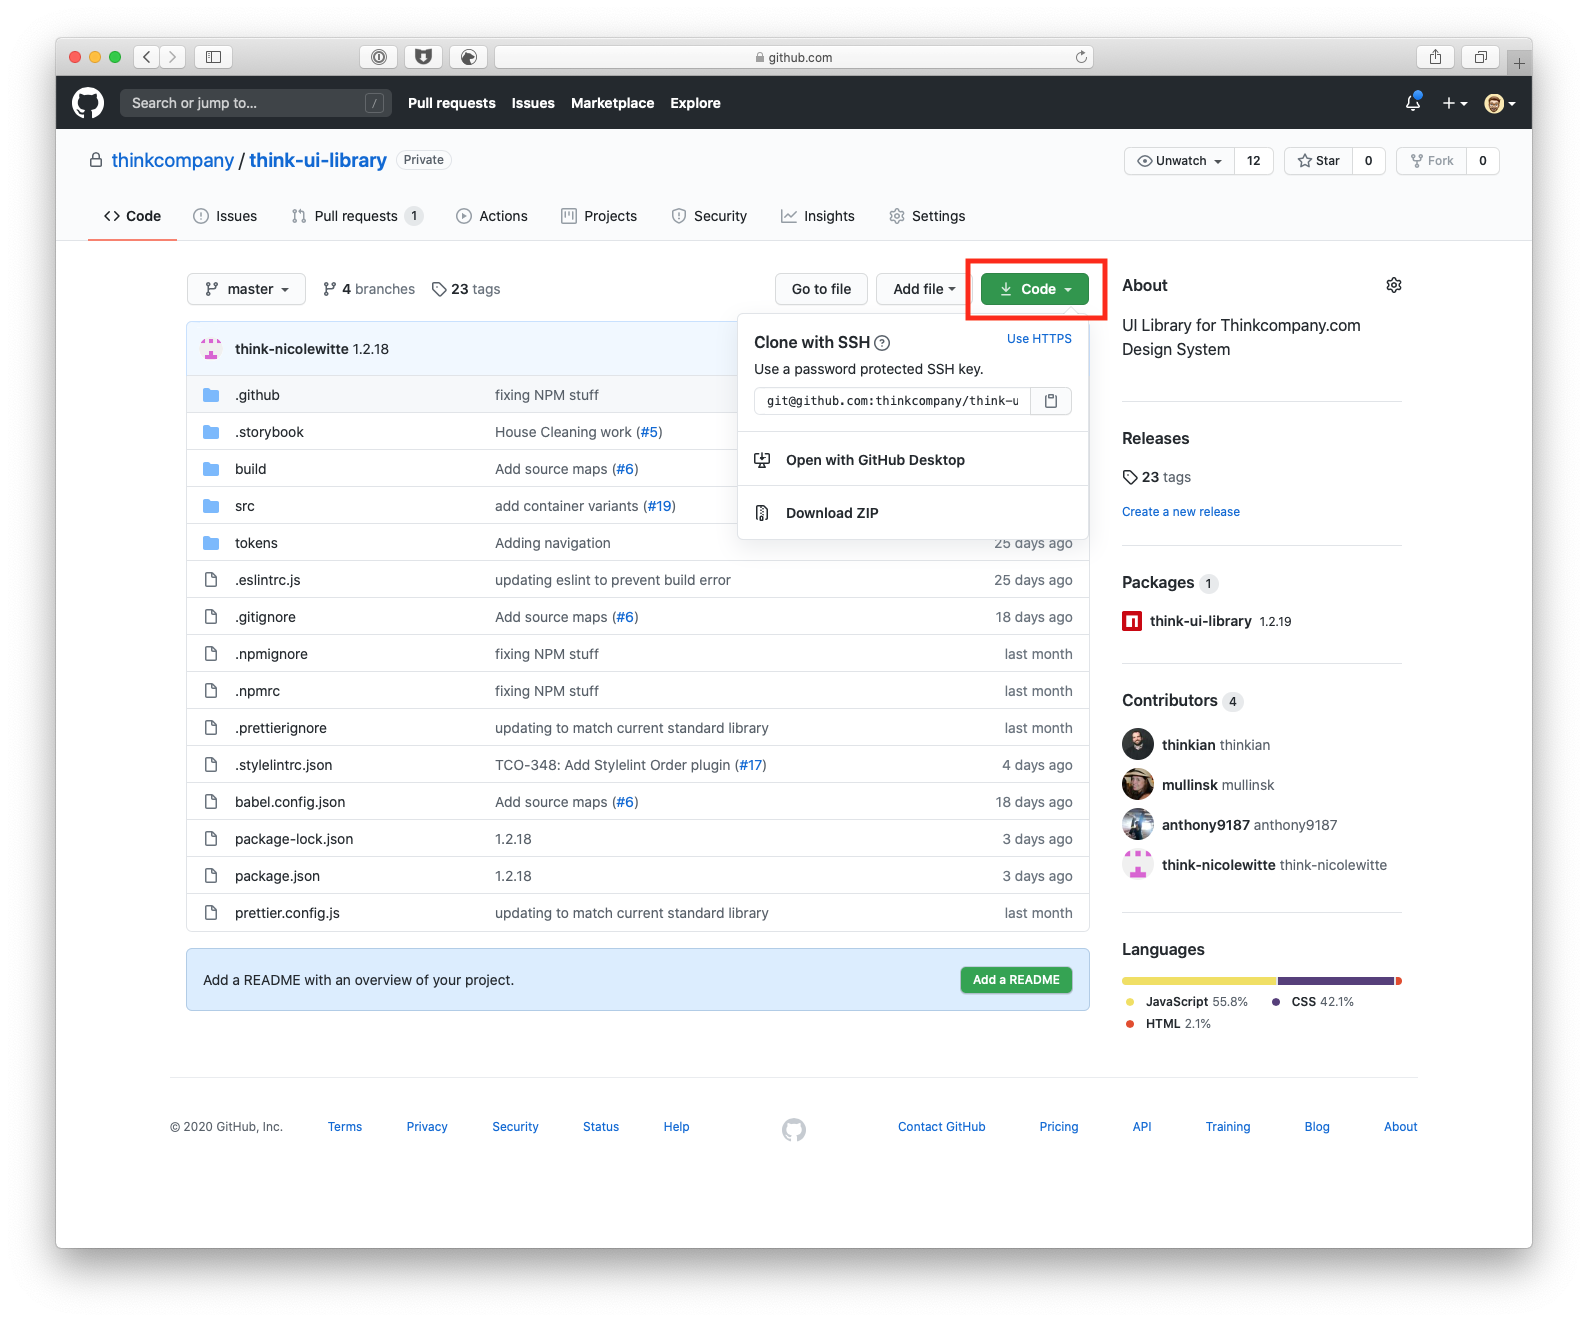 github.com
Search or jump to... /
Pull requests Issues Marketplace Explore
thinkcompany / think-ui-library Private
Unwatch 12 Star 0 Fork 0
Code Issues Pull requests 1 Actions Projects Security Insights Settings
master 4 branches 23 tags Go to file Add file Code
think-nicolewitte 1.2.18
Clone with SSH ? Use HTTPS
Use a password protected SSH key.
git@github.com:thinkcompany/think-u
Open with GitHub Desktop
Download ZIP
.github fixing NPM stuff
.storybook House Cleaning work (#5)
build Add source maps (#6)
src add container variants (#19)
tokens Adding navigation 25 days ago
.eslintrc.js updating eslint to prevent build error 25 days ago
.gitignore Add source maps (#6) 18 days ago
.npmignore fixing NPM stuff last month
.npmrc fixing NPM stuff last month
.prettierignore updating to match current standard library last month
.stylelintrc.json TCO-348: Add Stylelint Order plugin (#17) 4 days ago
babel.config.json Add source maps (#6) 18 days ago
package-lock.json 1.2.18 3 days ago
package.json 1.2.18 3 days ago
prettier.config.js updating to match current standard library last month
Add a README with an overview of your project. Add a README
About
UI Library for Thinkcompany.com
Design System
Releases
23 tags
Create a new release
Packages 1
think-ui-library 1.2.19
Contributors 4
thinkian thinkian
mullinsk mullinsk
anthony9187 anthony9187
think-nicolewitte think-nicolewitte
Languages
JavaScript 55.8% CSS 42.1%
HTML 2.1%
© 2020 GitHub, Inc. Terms Privacy Security Status Help Contact GitHub Pricing API Training Blog About